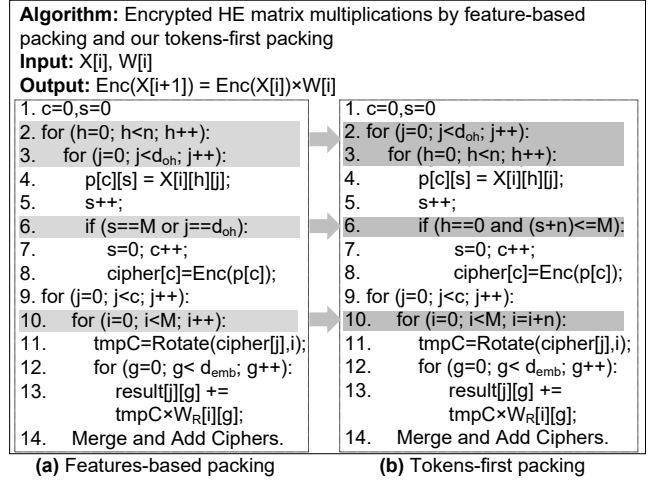 Algorithm: Encrypted HE matrix multiplications by feature-based
packing and our tokens-first packing
Input: X[i], W[i]
Output: Enc(X[i+1]) = Enc(X[i])×W[i]
1. c=0,s=0
2. for (h=0; h<n; h++):
3. for (j=0; j<doh; j++):
4. p[c][s] = X[i][h][j];
5. s++;
6. if (s==M or j==doh):
7. s=0; c++;
8. cipher[c]=Enc(p[c]);
9. for (j=0; j<c; j++):
10. for (i=0; i<M; i++):
11. tmpC=Rotate(cipher[j],i);
12. for (g=0; g< demb; g++):
13. result[j][g] +=
tmpC×WR[i][g];
14. Merge and Add Ciphers.
(a) Features-based packing
1. c=0,s=0
2. for (j=0; j<doh; j++):
3. for (h=0; h<n; h++):
4. p[c][s] = X[i][h][j];
5. s++;
6. if (h==0 and (s+n)<=M):
7. s=0; c++;
8. cipher[c]=Enc(p[c]);
9. for (j=0; j<c; j++):
10. for (i=0; i<M; i=i+n):
11. tmpC=Rotate(cipher[j],i);
12. for (g=0; g< demb; g++):
13. result[j][g] +=
tmpC×WR[i][g];
14. Merge and Add Ciphers.
(b) Tokens-first packing